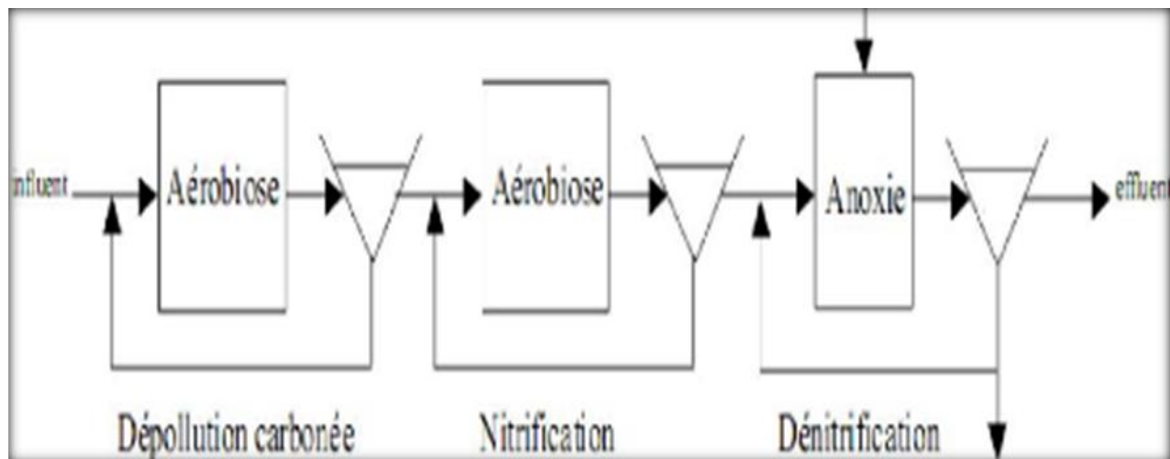 influent
Aérobiose
Aérobiose
Anoxie
effluent
Dépollution carbonée
Nitrification
Dénitrification